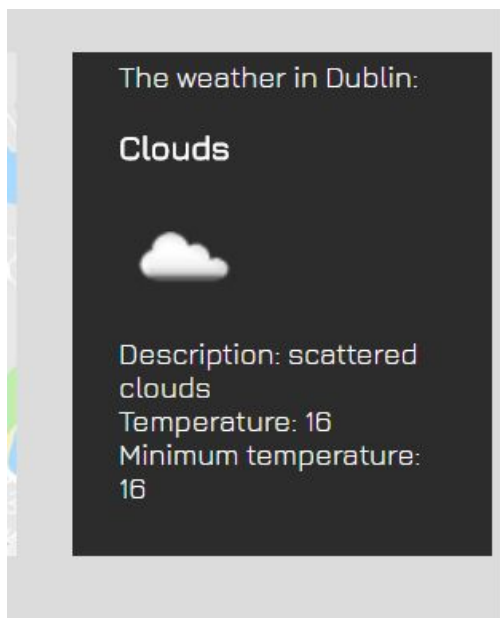 The weather in Dublin:
Clouds
Description: scattered
clouds
Temperature: 16
Minimum temperature:
16